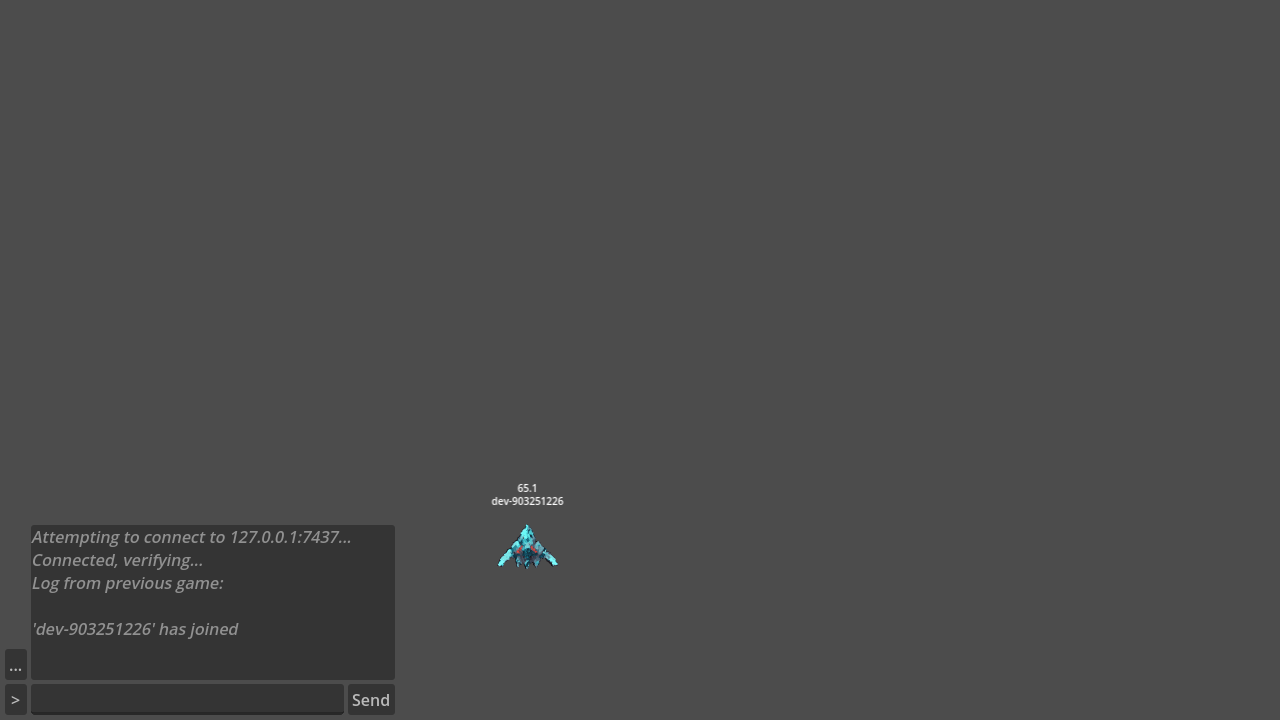 65.1
dev-903251226
Attempting to connect to 127.0.0.1:7437...
Connected, verifying...
Log from previous game:
'dev-903251226' has joined
...
>
Send